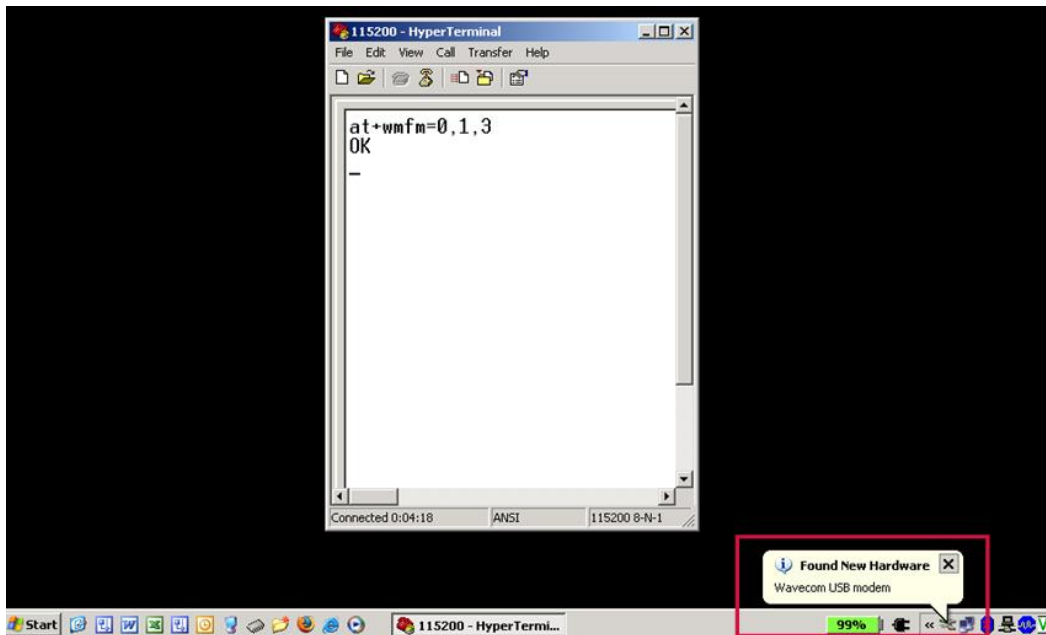 115200 - HyperTerminal
File Edit View Call Transfer Help
at+wmfm=0,1,3
OK
_
Connected 0:04:18 ANSI 115200 8-N-1
Found New Hardware
Wavecom USB modem
Start 115200 - HyperTermi... 99%